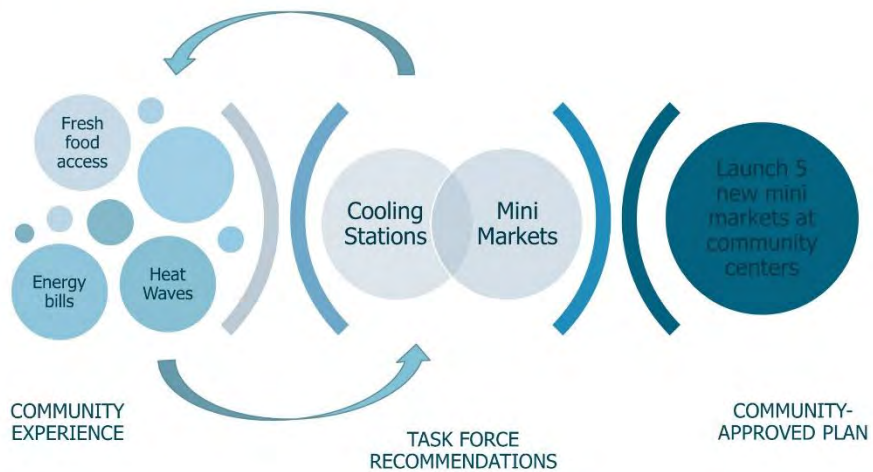 Fresh
food
access
Energy
bills
Heat
Waves
Cooling
Stations
Mini
Markets
Launch 5
new mini
markets at
community
centers
COMMUNITY
EXPERIENCE
TASK FORCE
RECOMMENDATIONS
COMMUNITY-
APPROVED PLAN